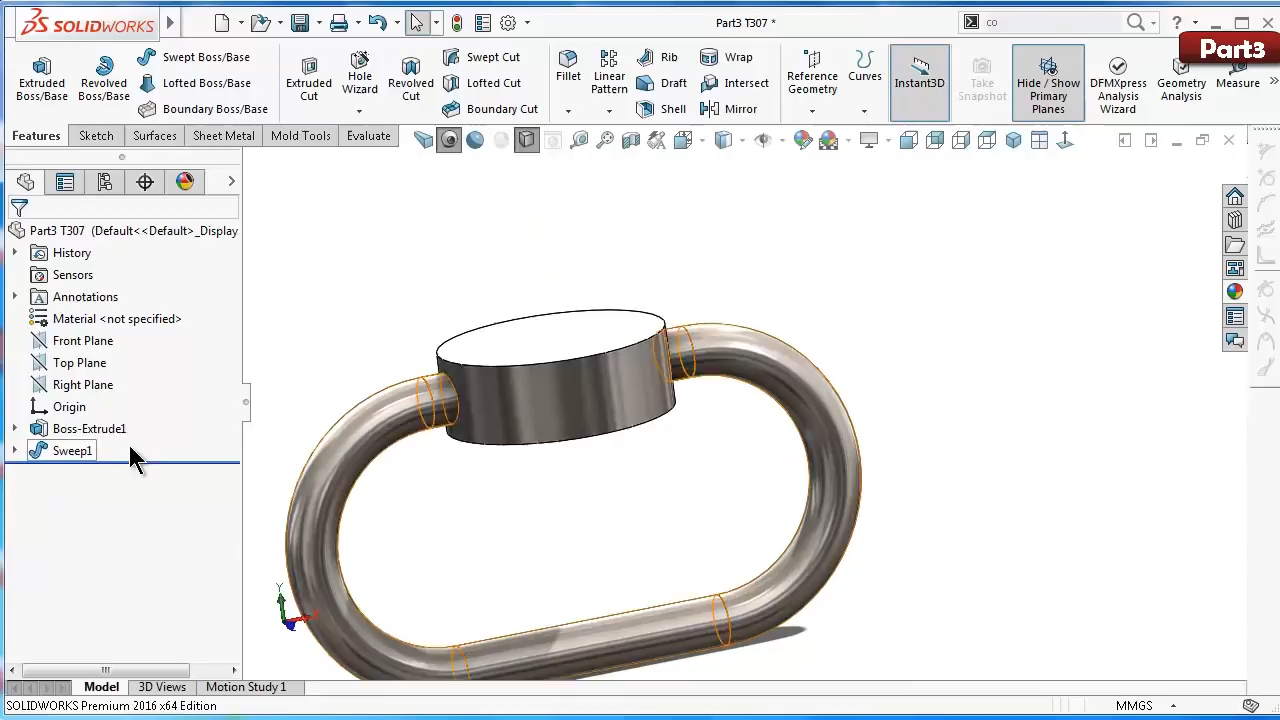 SOLIDWORKS
Part3 T307 *
co
Part3
Extruded Boss/Base
Revolved Boss/Base
Swept Boss/Base
Lofted Boss/Base
Boundary Boss/Base
Extruded Cut
Hole Wizard
Revolved Cut
Swept Cut
Lofted Cut
Boundary Cut
Fillet
Linear Pattern
Rib
Draft
Shell
Wrap
Intersect
Mirror
Reference Geometry
Curves
Instant3D
Take Snapshot
Hide / Show Primary Planes
DFMXpress Analysis Wizard
Geometry Analysis
Measure
Features
Sketch
Surfaces
Sheet Metal
Mold Tools
Evaluate
Part3 T307 (Default<<Default>_Display
History
Sensors
Annotations
Material <not specified>
Front Plane
Top Plane
Right Plane
Origin
Boss-Extrude1
Sweep1
Y
Model
3D Views
Motion Study 1
SOLIDWORKS Premium 2016 x64 Edition
MMGS